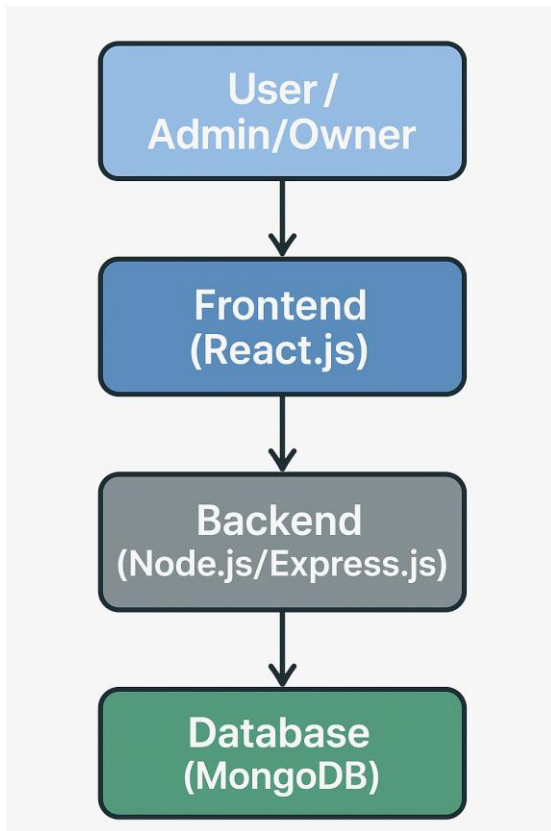 User /
Admin/Owner
Frontend
(React.js)
Backend
(Node.js/Express.js)
Database
(MongoDB)